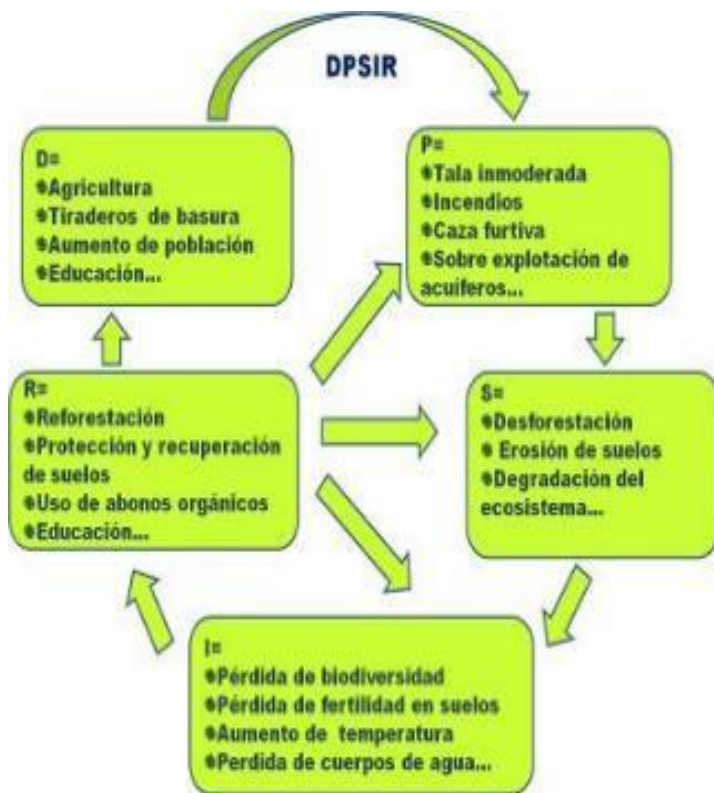 DPSIR
D=
Agricultura
Tiraderos de basura
Aumento de población
Educación...
P=
Tala inmoderada
Incendios
Caza furtiva
Sobre explotación de
acuíferos...
R=
Reforestación
Protección y recuperación
de suelos
Uso de abonos orgánicos
Educación...
S=
Desforestación
Erosión de suelos
Degradación del
ecosistema...
I=
Pérdida de biodiversidad
Pérdida de fertilidad en suelos
Aumento de temperatura
Perdida de cuerpos de agua...